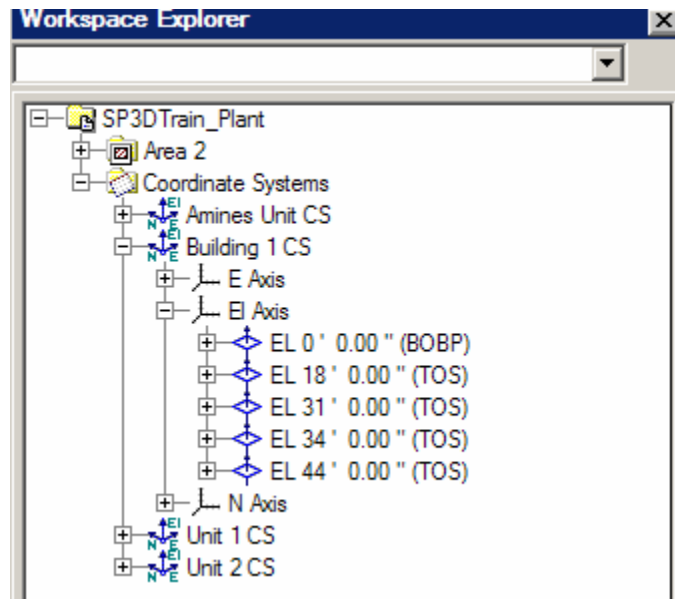 Workspace Explorer
SP3DTrain_Plant
Area 2
Coordinate Systems
Amines Unit CS
Building 1 CS
E Axis
El Axis
EL 0 ' 0.00 " (BOBP)
EL 18 ' 0.00 " (TOS)
EL 31 ' 0.00 " (TOS)
EL 34 ' 0.00 " (TOS)
EL 44 ' 0.00 " (TOS)
N Axis
Unit 1 CS
Unit 2 CS